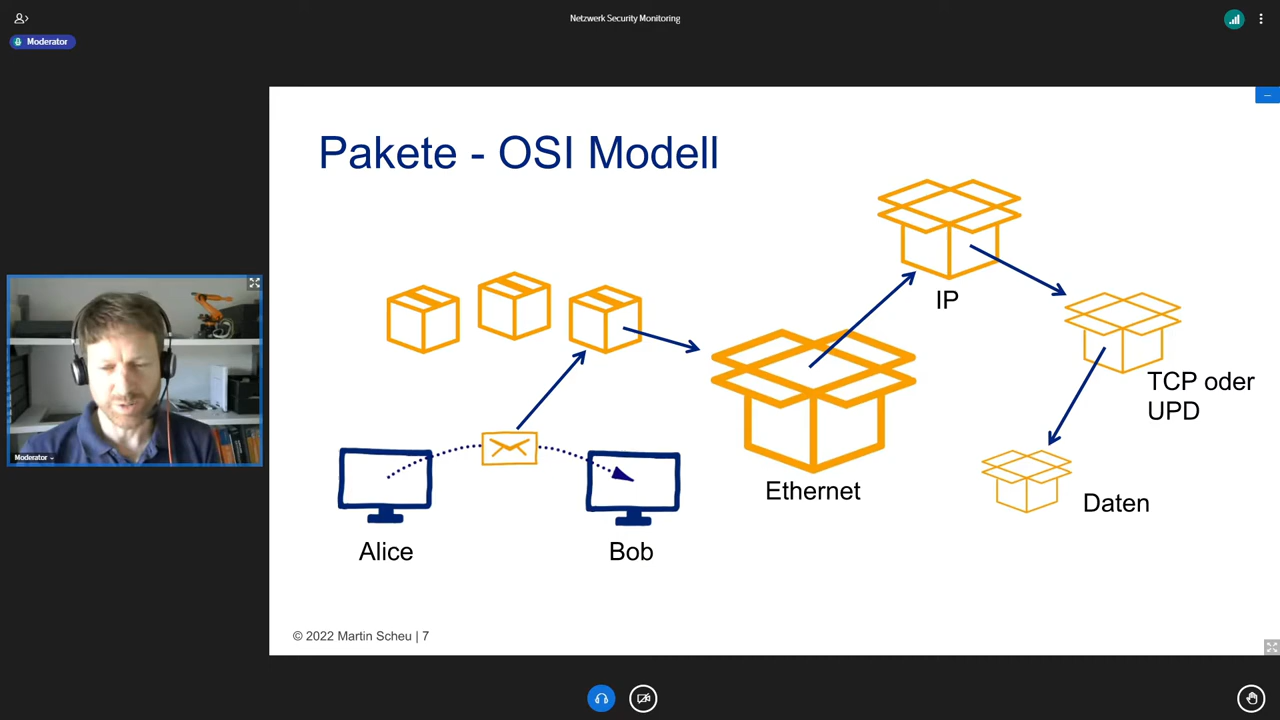 Netzwerk Security Monitoring
Moderator
Pakete - OSI Modell
IP
TCP oder
UPD
Ethernet
Daten
Alice
Bob
Moderator
© 2022 Martin Scheu | 7